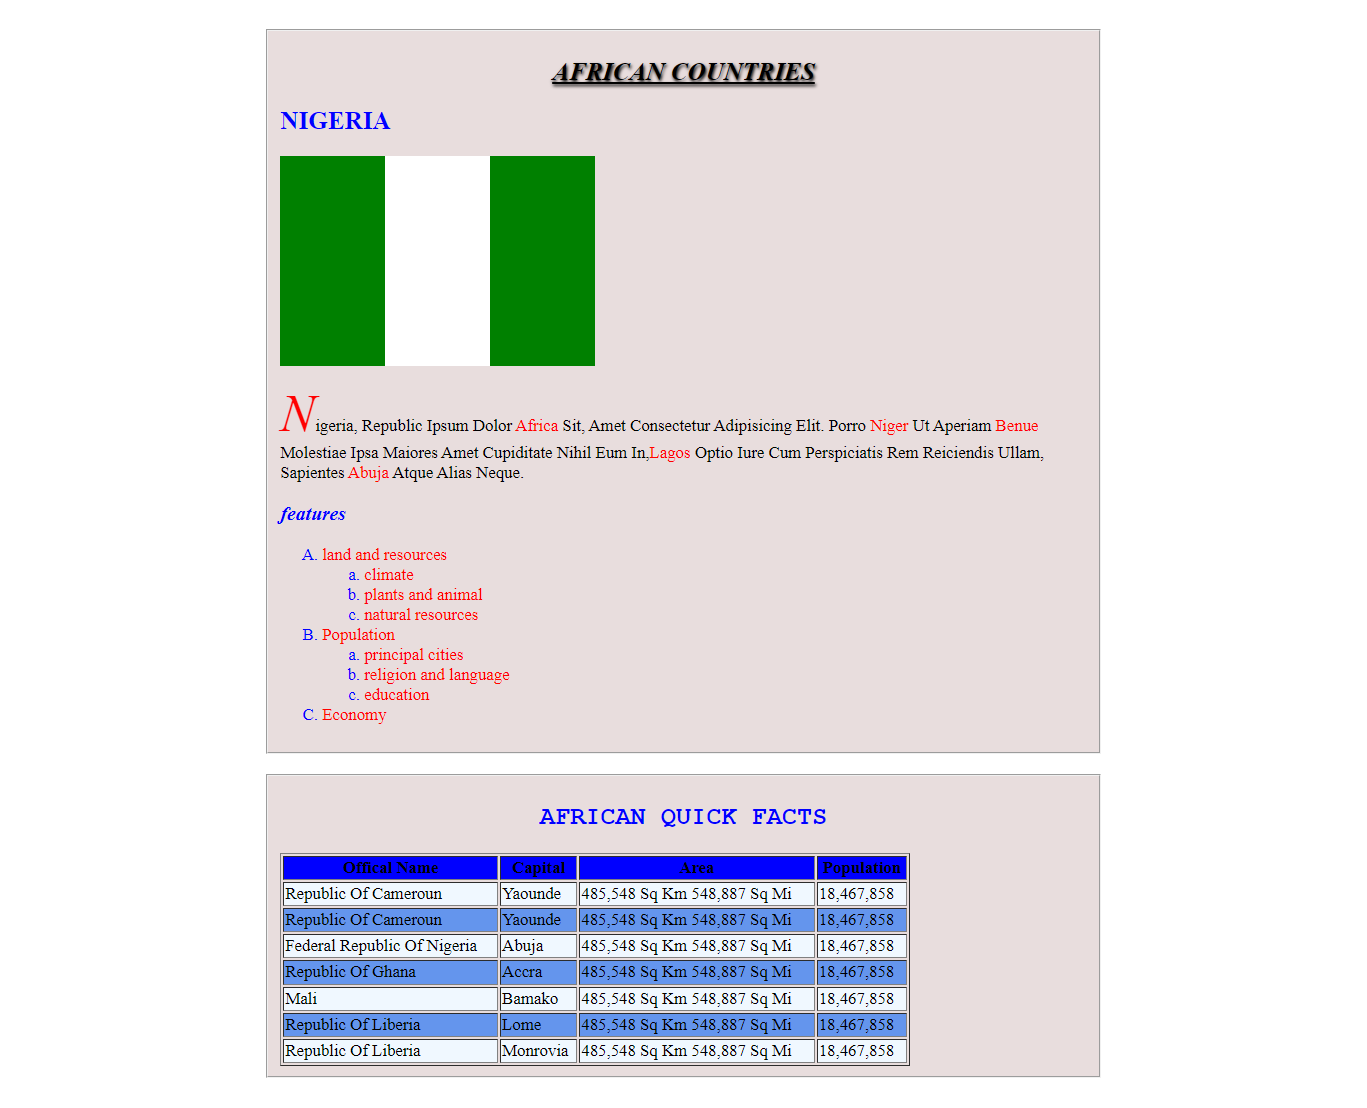 AFRICAN COUNTRIES
NIGERIA
Nigeria, Republic Ipsum Dolor Africa Sit, Amet Consectetur Adipisicing Elit. Porro Niger Ut Aperiam Benue
Molestiae Ipsa Maiores Amet Cupiditate Nihil Eum In,Lagos Optio Iure Cum Perspiciatis Rem Reiciendis Ullam,
Sapientes Abuja Atque Alias Neque.
features
A. land and resources
a. climate
b. plants and animal
c. natural resources
B. Population
a. principal cities
b. religion and language
c. education
C. Economy
AFRICAN QUICK FACTS
Offical Name Capital Area Population
Republic Of Cameroun Yaounde 485,548 Sq Km 548,887 Sq Mi 18,467,858
Republic Of Cameroun Yaounde 485,548 Sq Km 548,887 Sq Mi 18,467,858
Federal Republic Of Nigeria Abuja 485,548 Sq Km 548,887 Sq Mi 18,467,858
Republic Of Ghana Accra 485,548 Sq Km 548,887 Sq Mi 18,467,858
Mali Bamako 485,548 Sq Km 548,887 Sq Mi 18,467,858
Republic Of Liberia Lome 485,548 Sq Km 548,887 Sq Mi 18,467,858
Republic Of Liberia Monrovia 485,548 Sq Km 548,887 Sq Mi 18,467,858